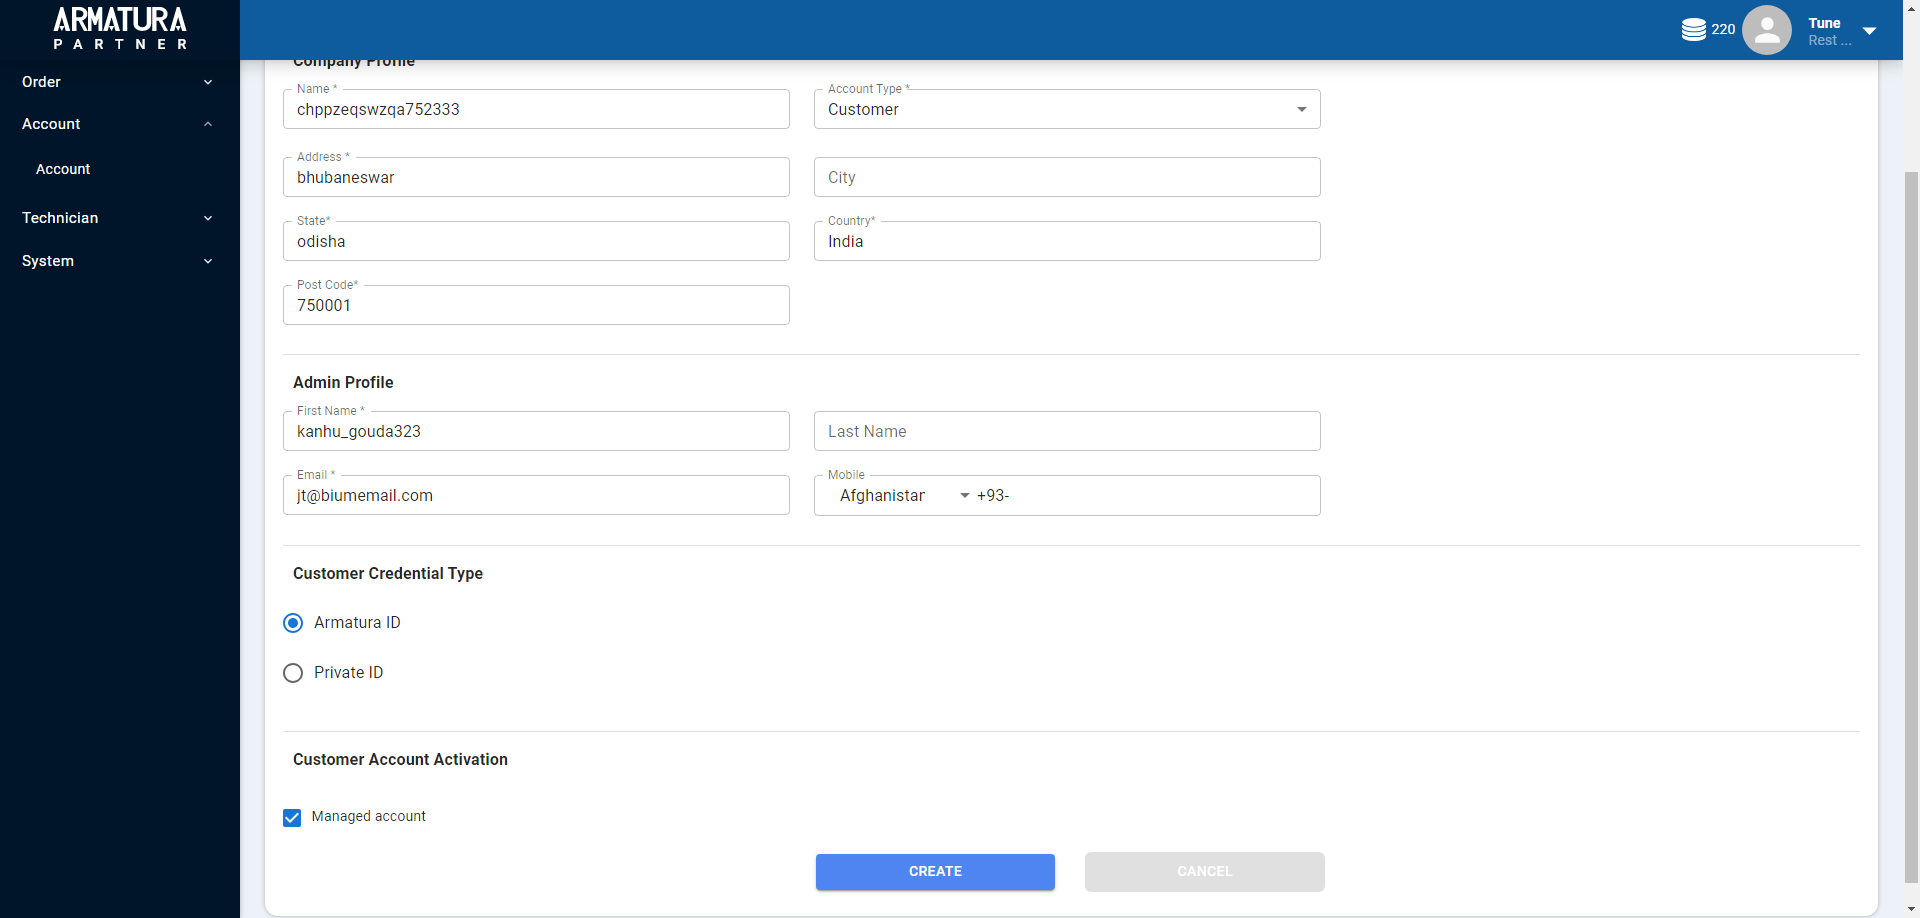 ARMATURA
PARTNER
220
Tune
Rest ...
Order
Account
Account
Technician
System
Company Profile
Name *
chppzeqswzqa752333
Account Type *
Customer
Address *
bhubaneswar
City
State*
odisha
Country*
India
Post Code*
750001
Admin Profile
First Name *
kanhu_gouda323
Last Name
Email *
jt@biumemail.com
Mobile
Afghanistan +93-
Customer Credential Type
Armatura ID
Private ID
Customer Account Activation
Managed account
CREATE
CANCEL